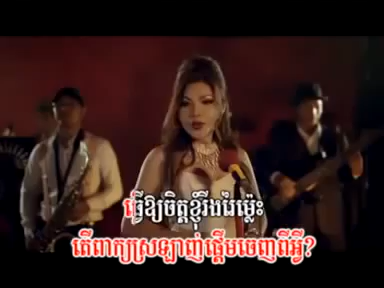 ធ្វើឱ្យចិត្តខ្ញុំរឹងរ៉ៃម្ល៉េះ
តើពាក្យស្រឡាញ់ផ្ដើមចេញពីអ្វី?